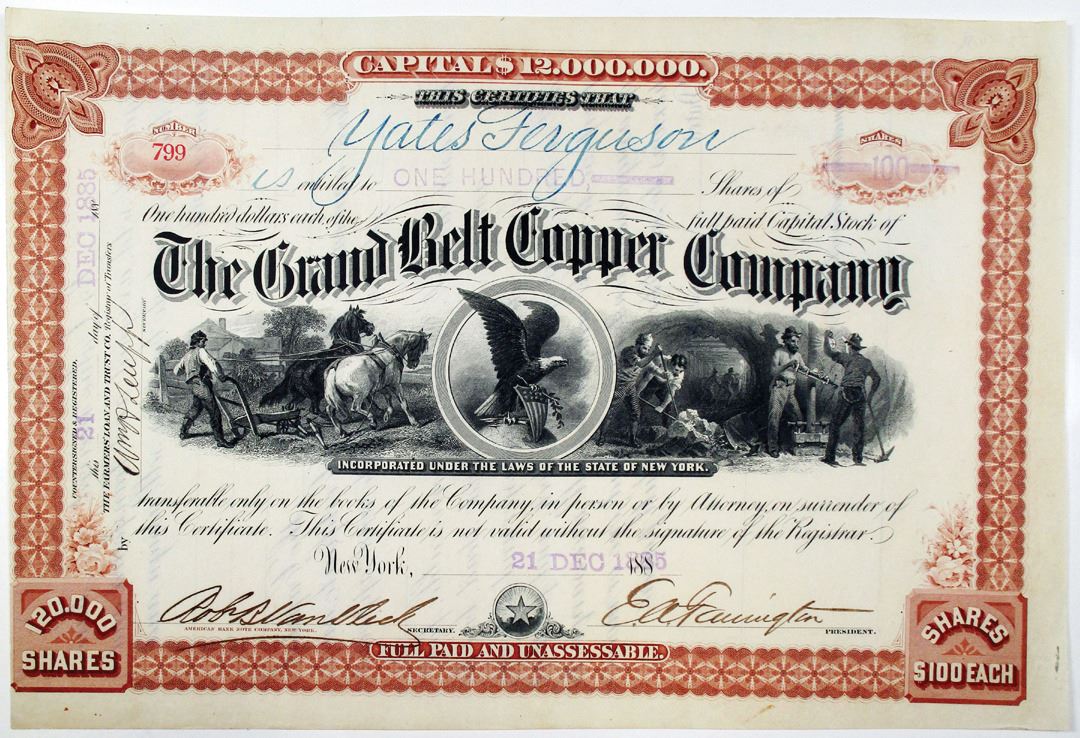 CAPITAL $ 12.000.000.
THIS CERTIFIES THAT
NUMBER
799
Yates Ferguson
SHARES
100
is entitled to ONE HUNDRED, Shares of
One hundred dollars each of the full paid Capital Stock of
The Grand Belt Copper Company
INCORPORATED UNDER THE LAWS OF THE STATE OF NEW YORK.
transferable only on the books of the Company, in person or by Attorney, on surrender of
this Certificate. This Certificate is not valid without the signature of the Registrar.
New York, 21 DEC 1885 188
SECRETARY.
PRESIDENT.
AMERICAN BANK NOTE COMPANY, NEW YORK.
FULL PAID AND UNASSESSABLE.
120.000
SHARES
SHARES
$100 EACH
COUNTERSIGNED & REGISTERED,
this 21 day of DEC 1885 188
THE FARMERS' LOAN AND TRUST CO. Registrar of Transfers
by
SECRETARY